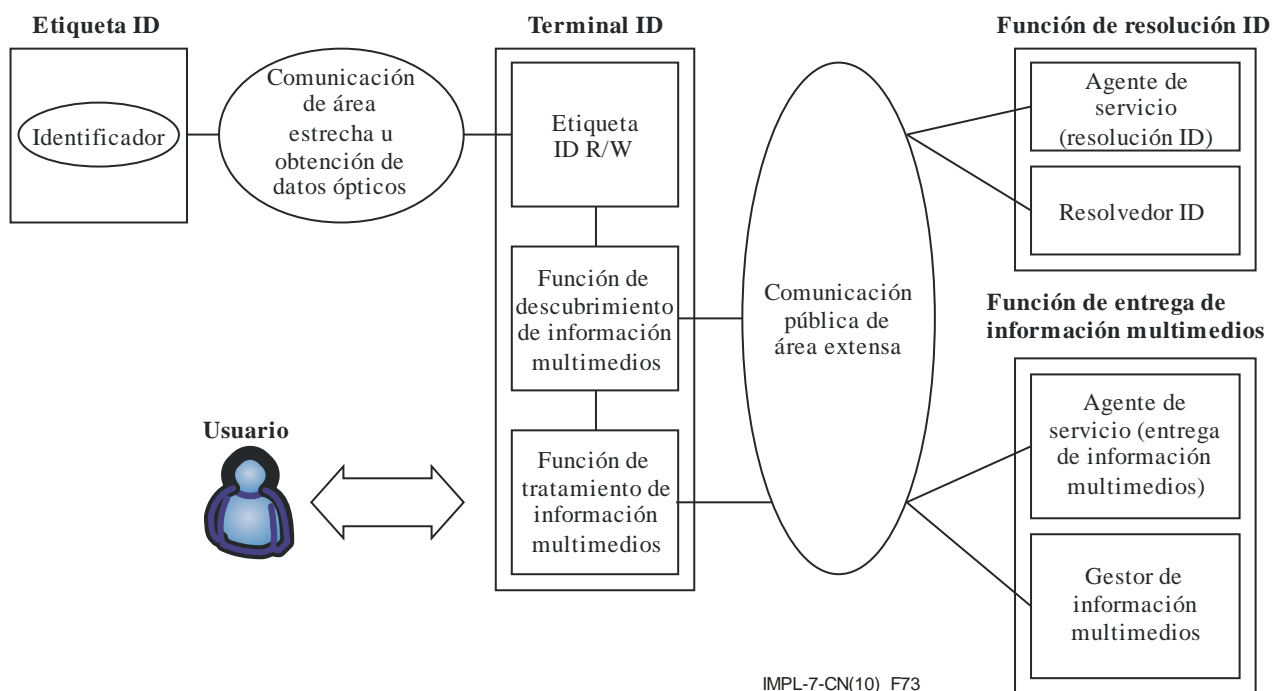 Etiqueta ID
Identificador
Comunicación
de área
estrecha u
obtención de
datos ópticos
Terminal ID
Etiqueta
ID R/W
Función de
descubrimiento
de información
multimedios
Función de
tratamiento de
información
multimedios
Usuario
Comunicación
pública de
área extensa
Función de resolución ID
Agente de
servicio
(resolución ID)
Resolvedor ID
Función de entrega de
información multimedios
Agente de
servicio (entrega
de información
multimedios)
Gestor de
información
multimedios
IMPL-7-CN(10)_F73